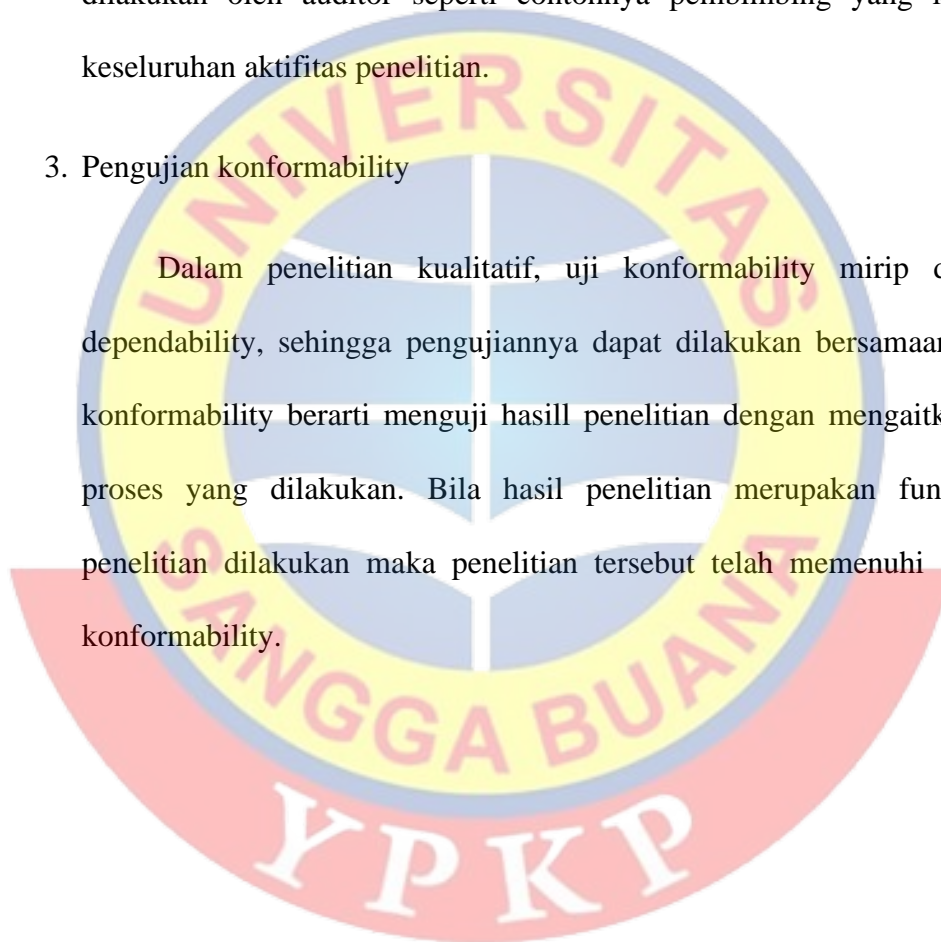 dilakukan oleh auditor seperti contohnya pembimbing yang
keseluruhan aktifitas penelitian.
3. Pengujian konformability
Dalam penelitian kualitatif, uji konformability mirip
dependability, sehingga pengujiannya dapat dilakukan bersamaan
konformability berarti menguji hasill penelitian dengan
proses yang dilakukan. Bila hasil penelitian merupakan
penelitian dilakukan maka penelitian tersebut telah memenuhi
konformability.
UNIVERSITAS
SANGGA BUANA
YPKP